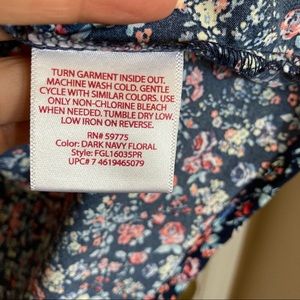 TURN GARMENT INSIDE OUT.
MACHINE WASH COLD. GENTLE
CYCLE WITH SIMILAR COLORS. USE
ONLY NON-CHLORINE BLEACH
WHEN NEEDED. TUMBLE DRY LOW.
LOW IRON ON REVERSE.
RN# 59775
Color: DARK NAVY FLORAL
Style: FGL16035PR
UPC# 7 4619465079